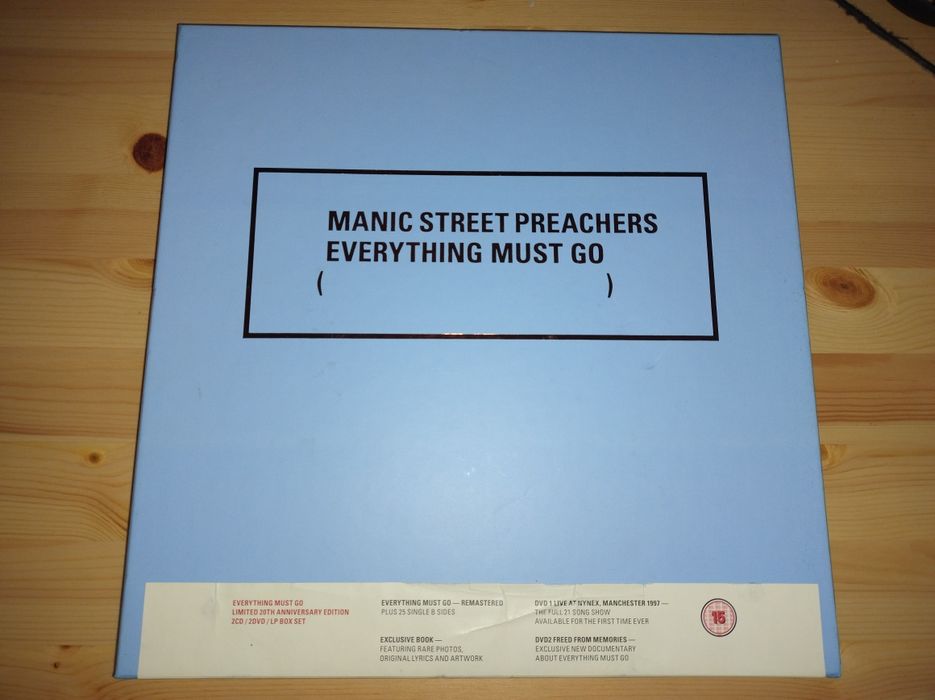 MANIC STREET PREACHERS
EVERYTHING MUST GO
( )
EVERYTHING MUST GO
LIMITED 20TH ANNIVERSARY EDITION
2CD / 2DVD / LP BOX SET
EVERYTHING MUST GO — REMASTERED
PLUS 25 SINGLE B SIDES
EXCLUSIVE BOOK —
FEATURING RARE PHOTOS,
ORIGINAL LYRICS AND ARTWORK
DVD 1 LIVE AT NYNEX, MANCHESTER 1997 —
THE FULL 21 SONG SHOW
AVAILABLE FOR THE FIRST TIME EVER
DVD2 FREED FROM MEMORIES —
EXCLUSIVE NEW DOCUMENTARY
ABOUT EVERYTHING MUST GO
15